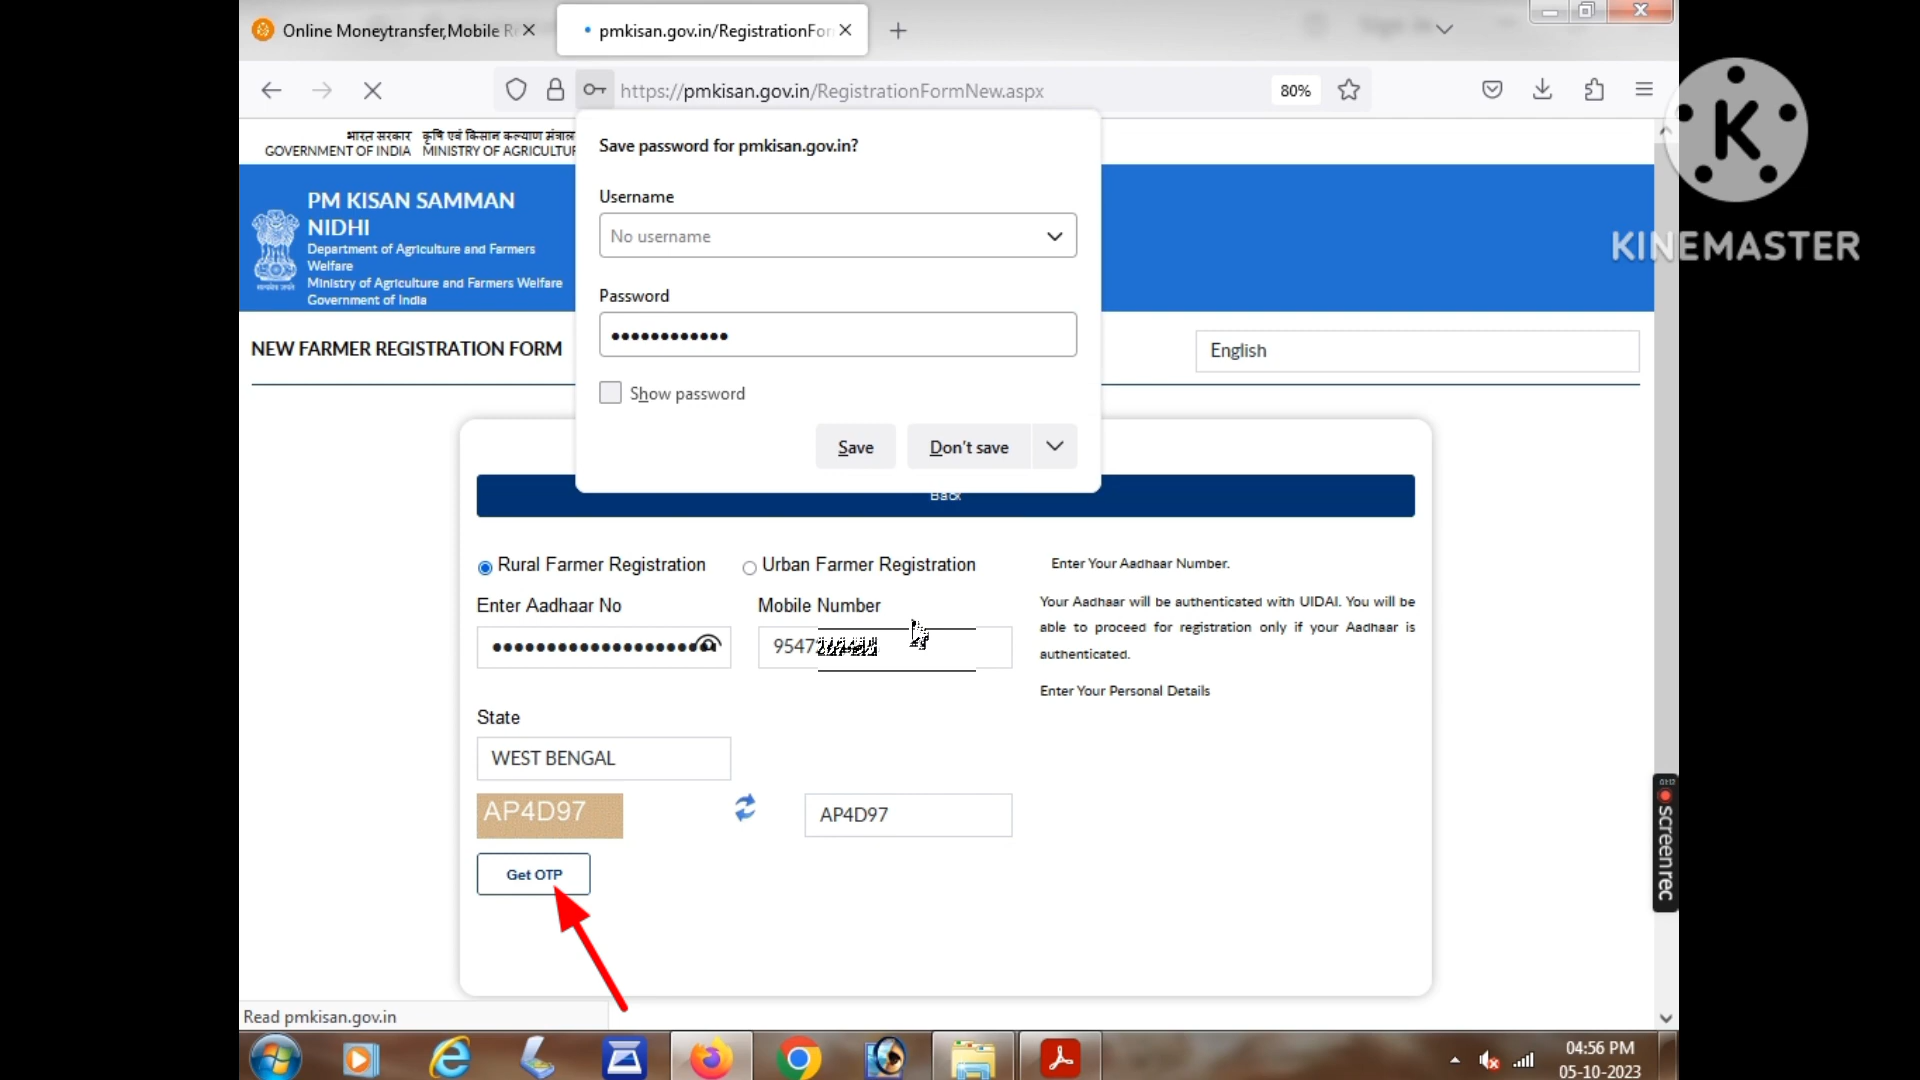 Online Moneytransfer,Mobile R
pmkisan.gov.in/RegistrationFor
https://pmkisan.gov.in/RegistrationFormNew.aspx
80%
भारत सरकार कृषि एवं किसान कल्याण मंत्राल
GOVERNMENT OF INDIA MINISTRY OF AGRICULTUR
PM KISAN SAMMAN
NIDHI
Department of Agriculture and Farmers
Welfare
Ministry of Agriculture and Farmers Welfare
Government of India
Save password for pmkisan.gov.in?
Username
No username
Password
Show password
Save
Don't save
K
KINEMASTER
NEW FARMER REGISTRATION FORM
English
Back
Rural Farmer Registration
Urban Farmer Registration
Enter Aadhaar No
Mobile Number
9547
Enter Your Aadhaar Number.
Your Aadhaar will be authenticated with UIDAI. You will be
able to proceed for registration only if your Aadhaar is
authenticated.
Enter Your Personal Details
State
WEST BENGAL
AP4D97
AP4D97
Get OTP
screenrec
Read pmkisan.gov.in
04:56 PM
05-10-2023